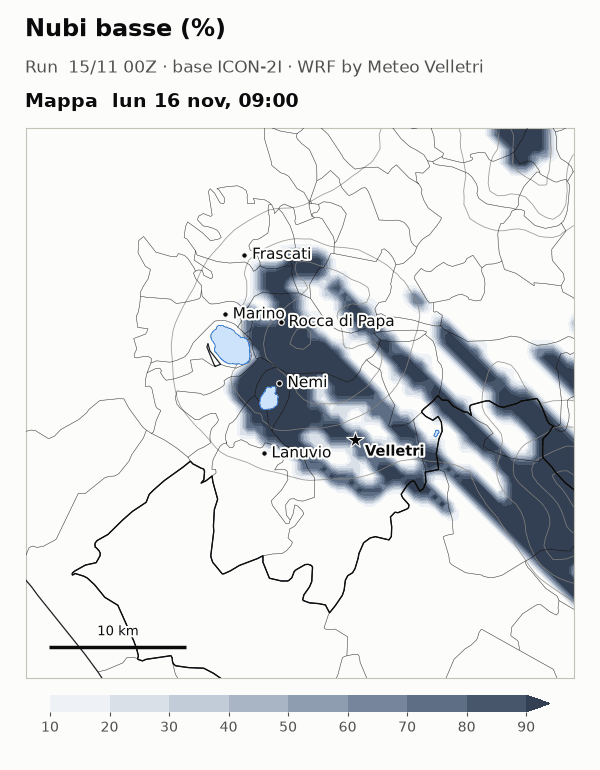 Nubi basse (%)
Run 15/11 00Z · base ICON-2I · WRF by Meteo Velletri
Mappa lun 16 nov, 09:00
Frascati
Marino
Rocca di Papa
Nemi
Velletri
Lanuvio
10 km
10 20 30 40 50 60 70 80 90